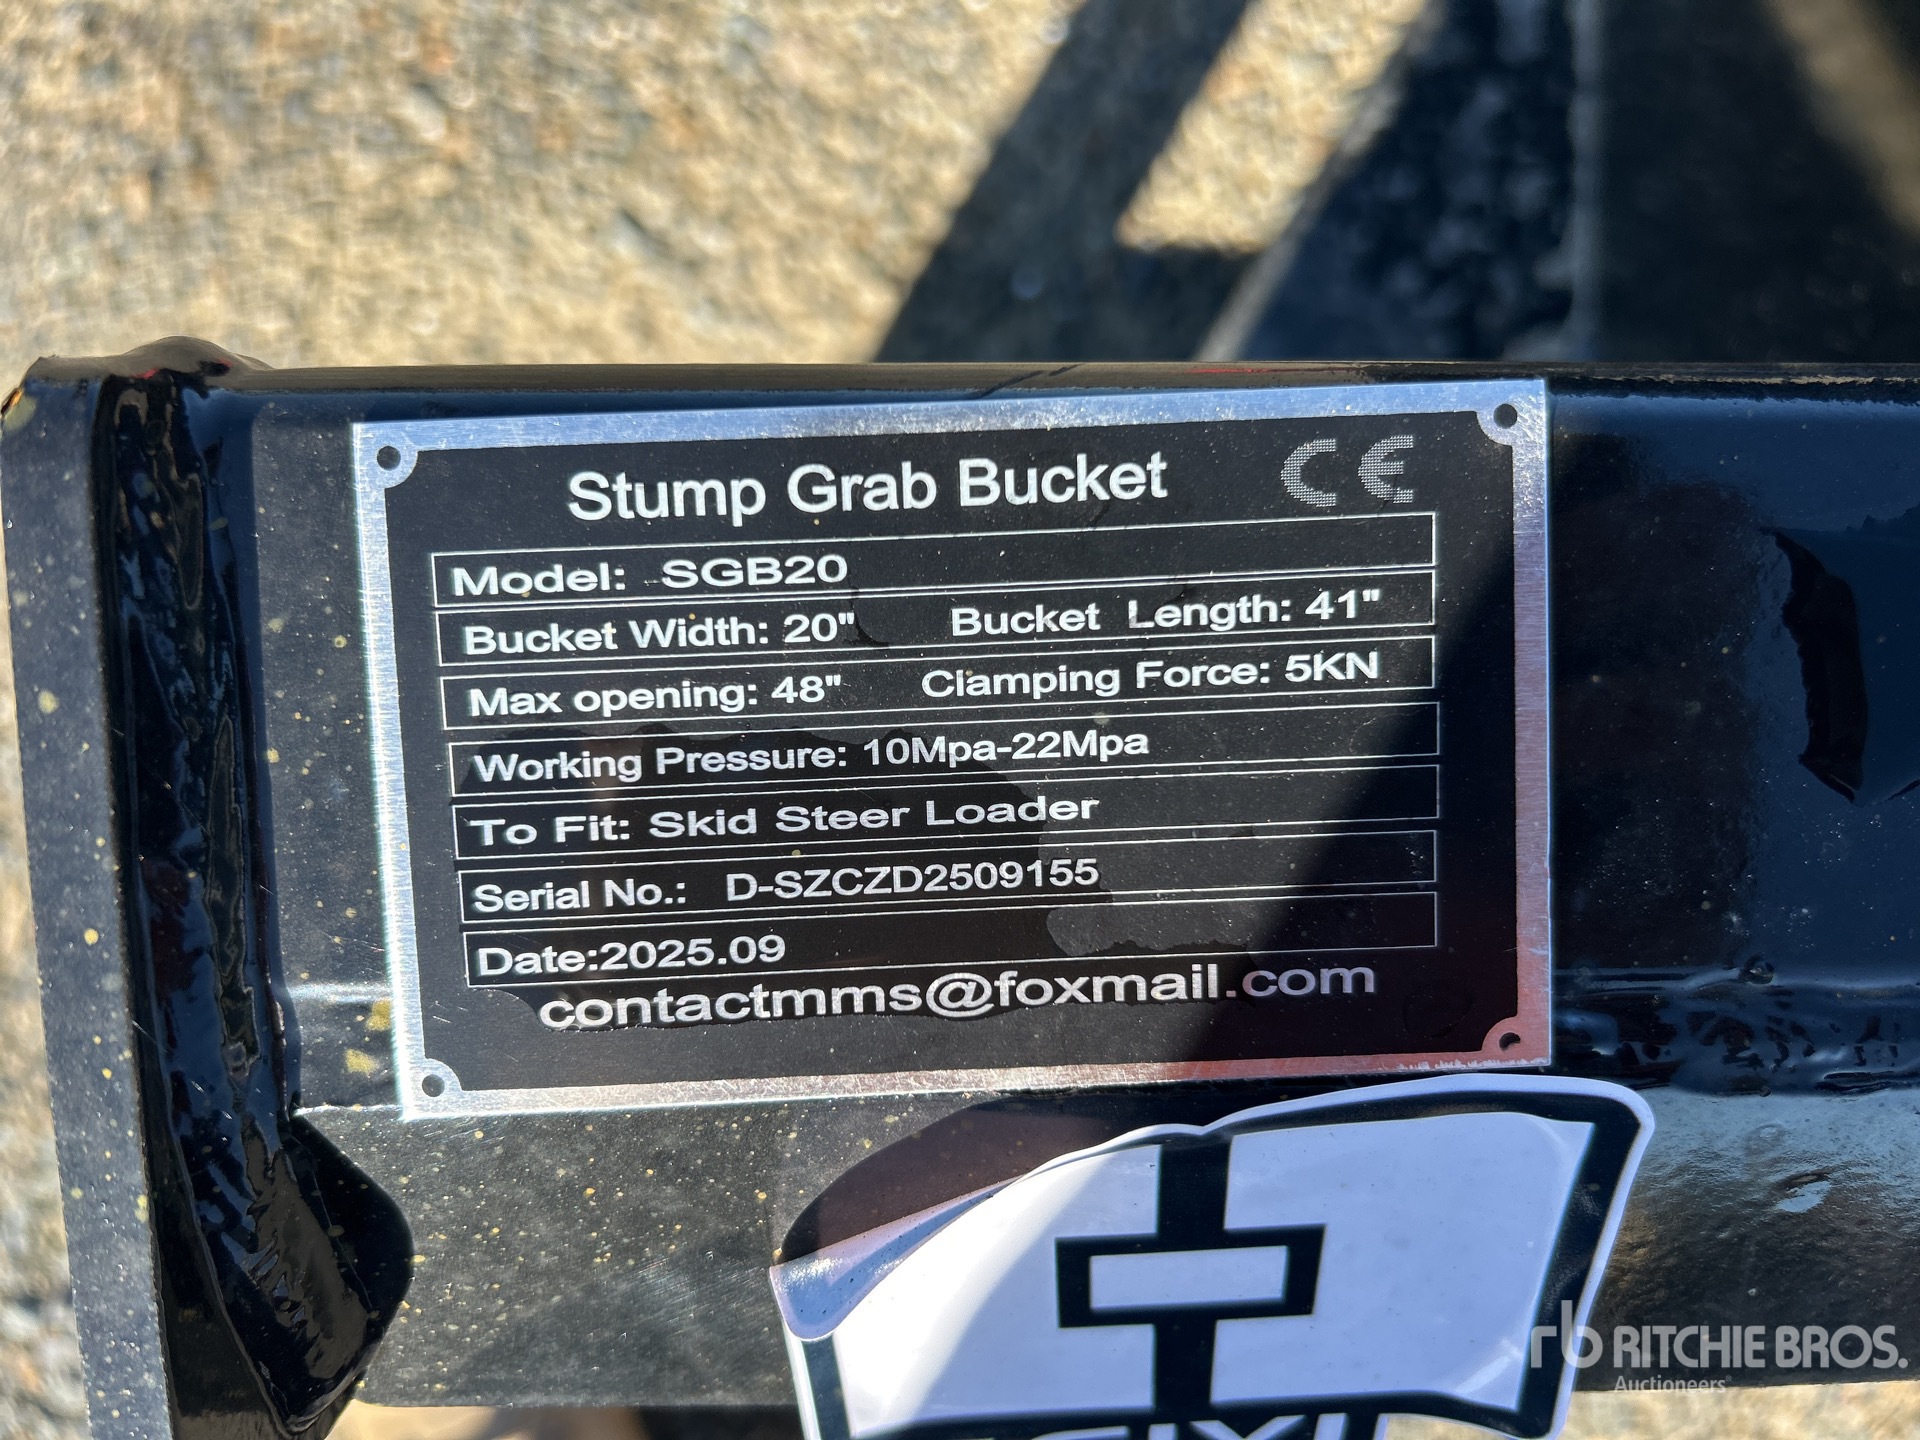 Stump Grab Bucket CE
Model: SGB20
Bucket Width: 20" Bucket Length: 41"
Max opening: 48" Clamping Force: 5KN
Working Pressure: 10Mpa-22Mpa
To Fit: Skid Steer Loader
Serial No.: D-SZCZD2509155
Date:2025.09
contactmms@foxmail.com
rb RITCHIE BROS.
Auctioneers